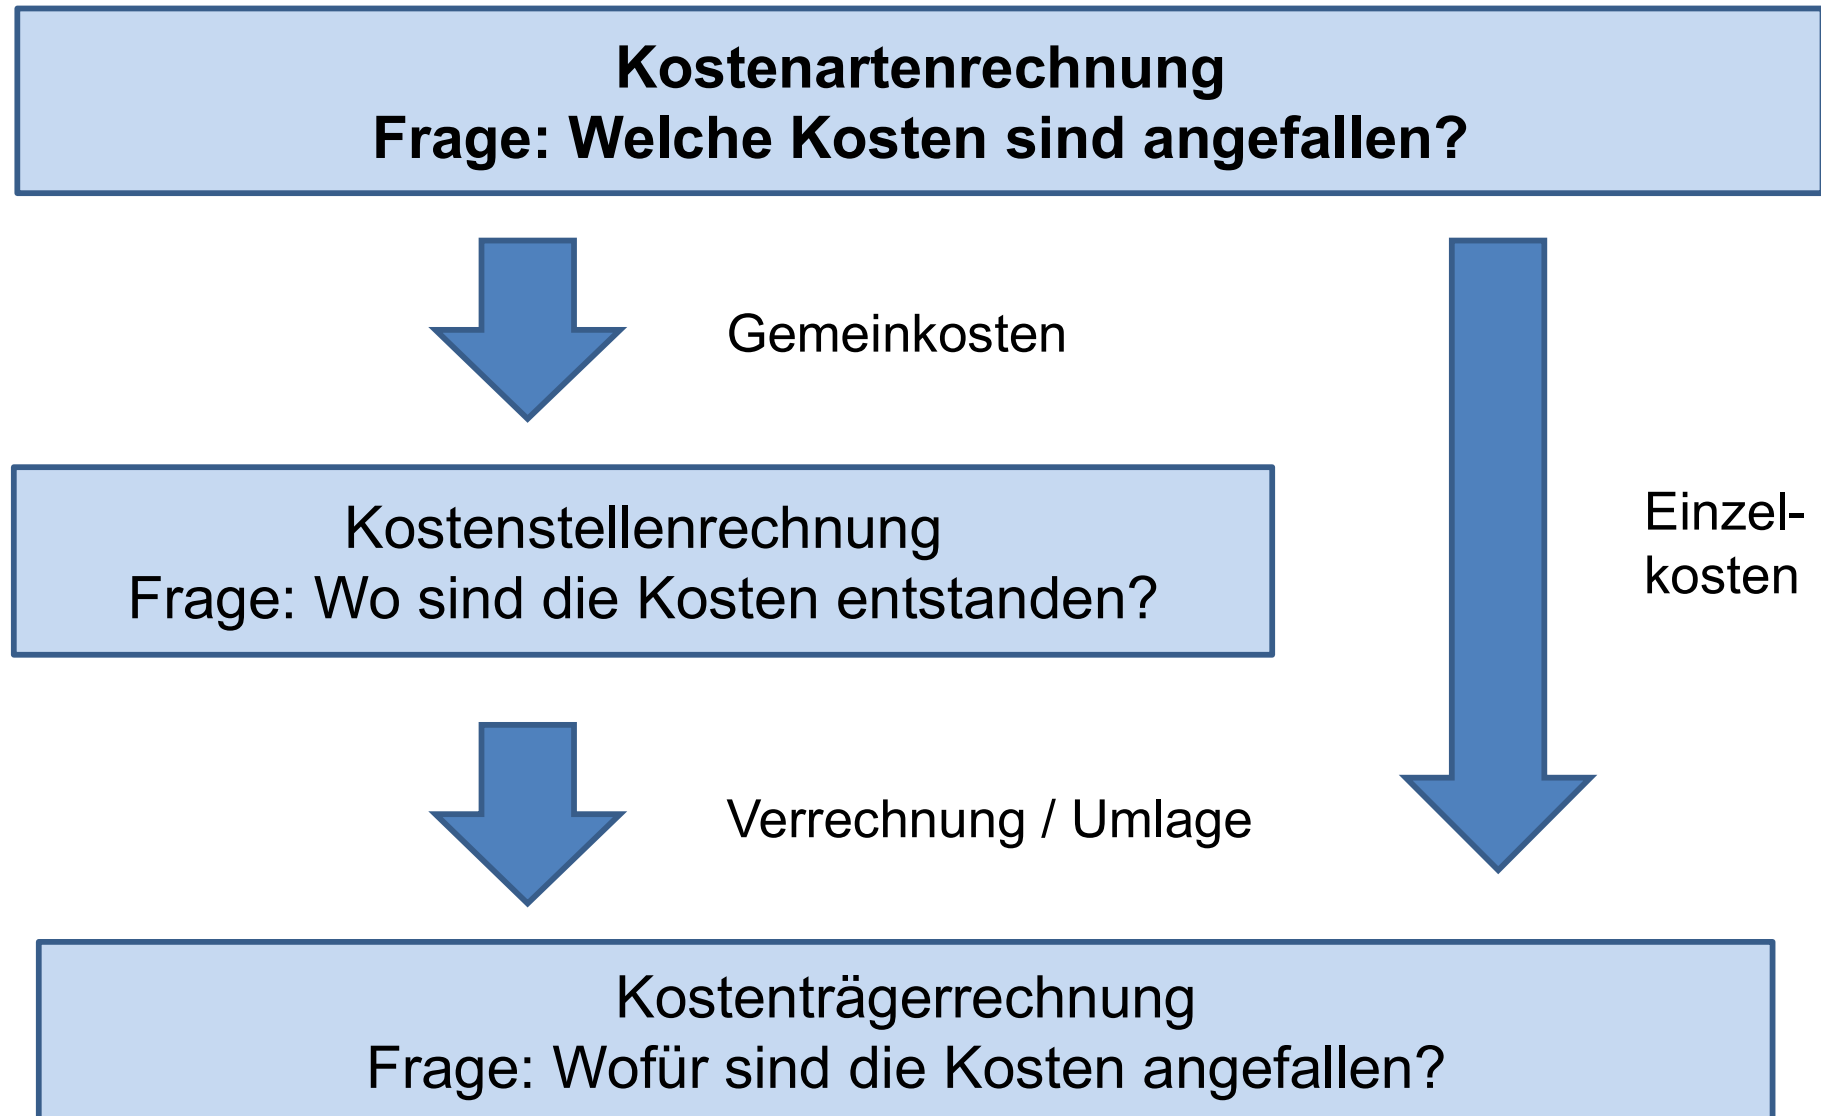 Kostenartenrechnung
Frage: Welche Kosten sind angefallen?
Gemeinkosten
Kostenstellenrechnung
Frage: Wo sind die Kosten entstanden?
Einzel-
kosten
Verrechnung / Umlage
Kostenträgerrechnung
Frage: Wofür sind die Kosten angefallen?